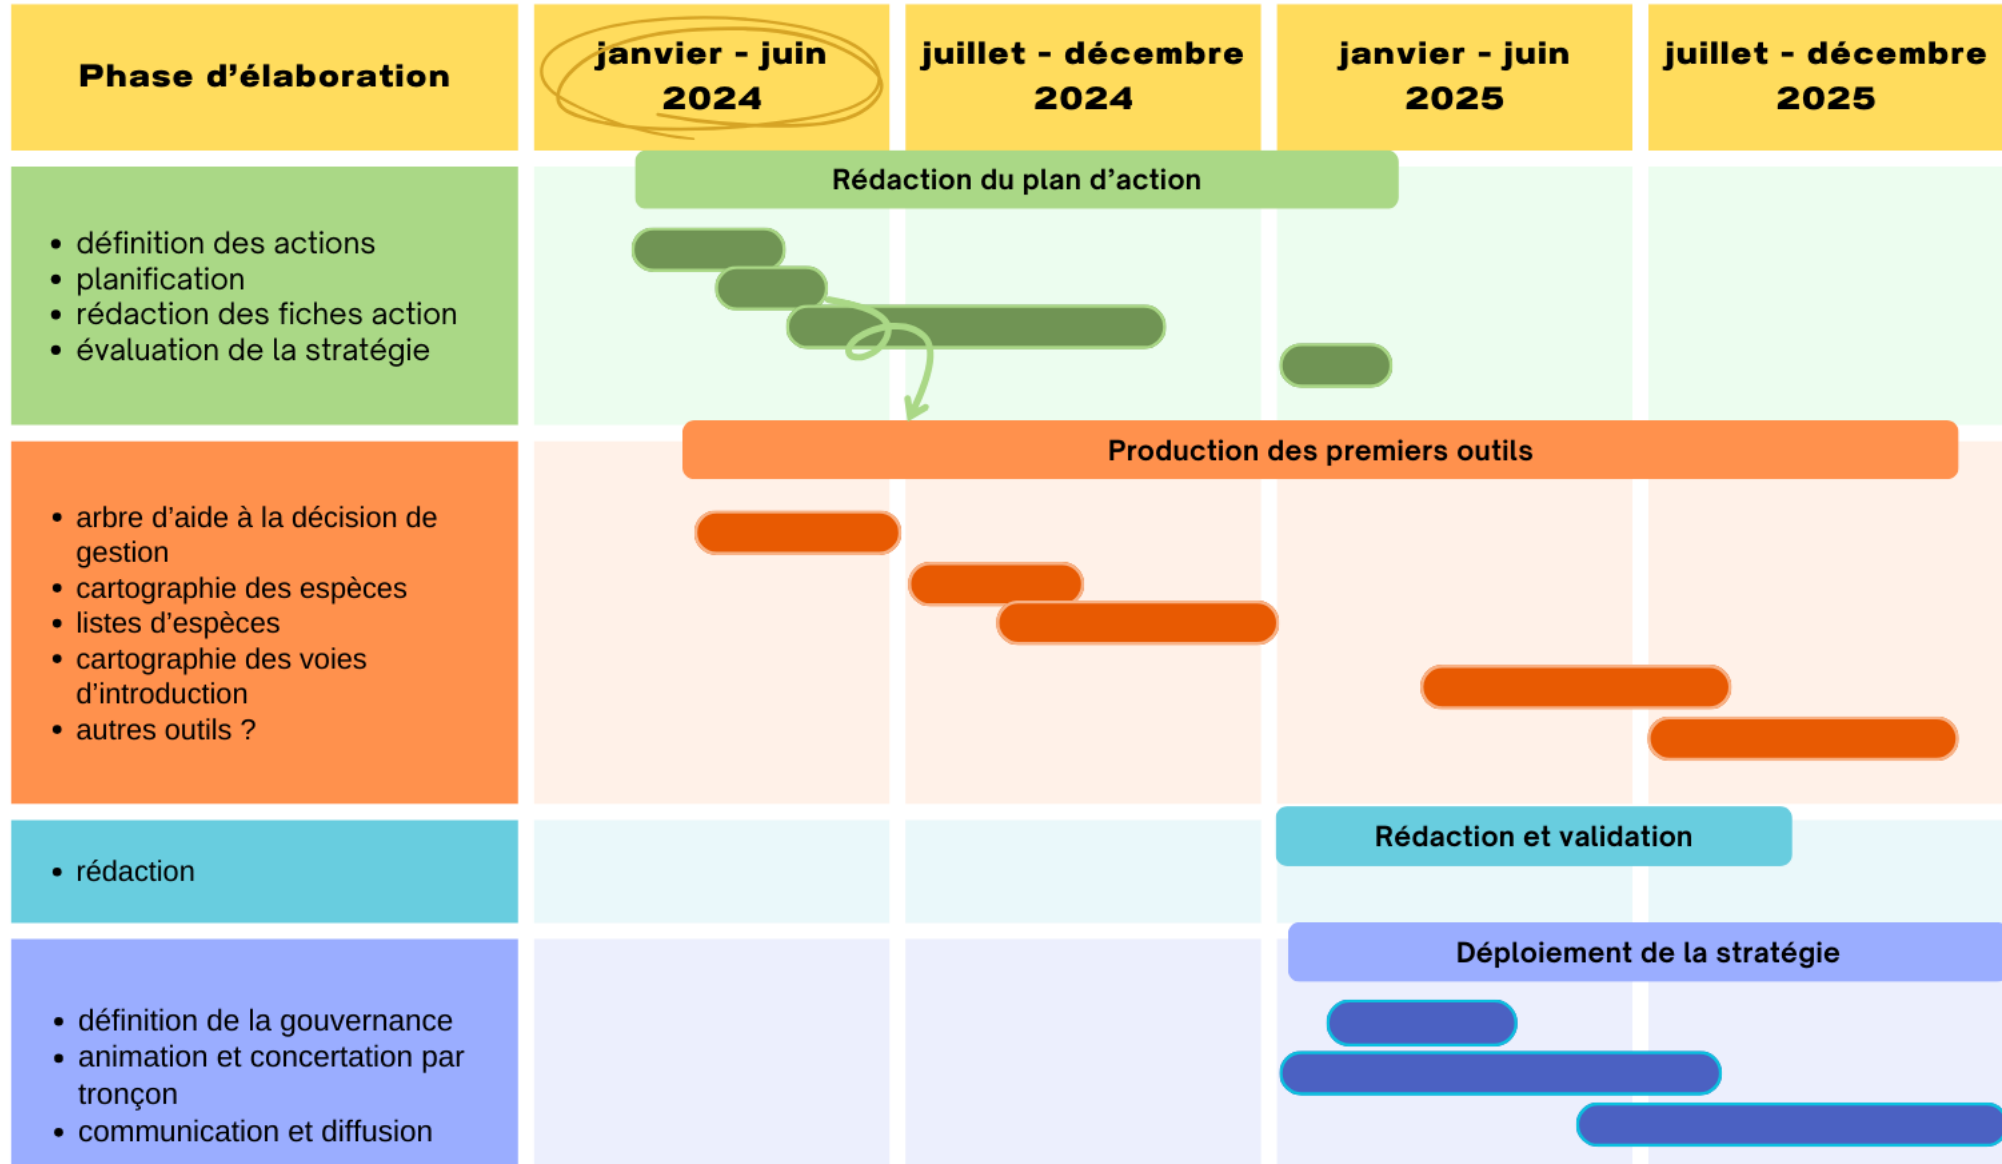 Phase d’élaboration
janvier - juin
2024
juillet - décembre
2024
janvier - juin
2025
juillet - décembre
2025
Rédaction du plan d’action
• définition des actions
• planification
• rédaction des fiches action
• évaluation de la stratégie
Production des premiers outils
• arbre d’aide à la décision de
gestion
• cartographie des espèces
• listes d’espèces
• cartographie des voies
d’introduction
• autres outils ?
Rédaction et validation
• rédaction
Déploiement de la stratégie
• définition de la gouvernance
• animation et concertation par
tronçon
• communication et diffusion